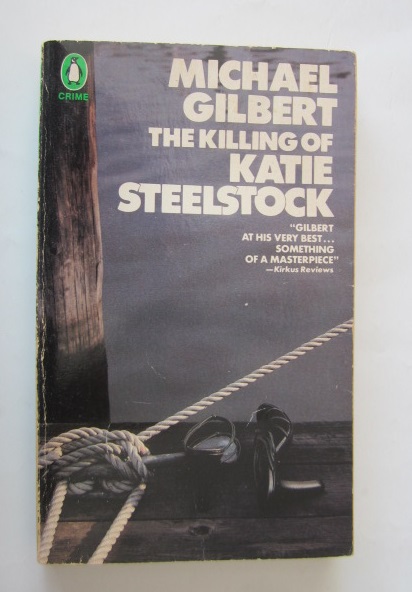 CRIME
MICHAEL
GILBERT
THE KILLING OF
KATIE
STEELSTOCK
"GILBERT
AT HIS VERY BEST...
SOMETHING
OF A MASTERPIECE"
—Kirkus Reviews